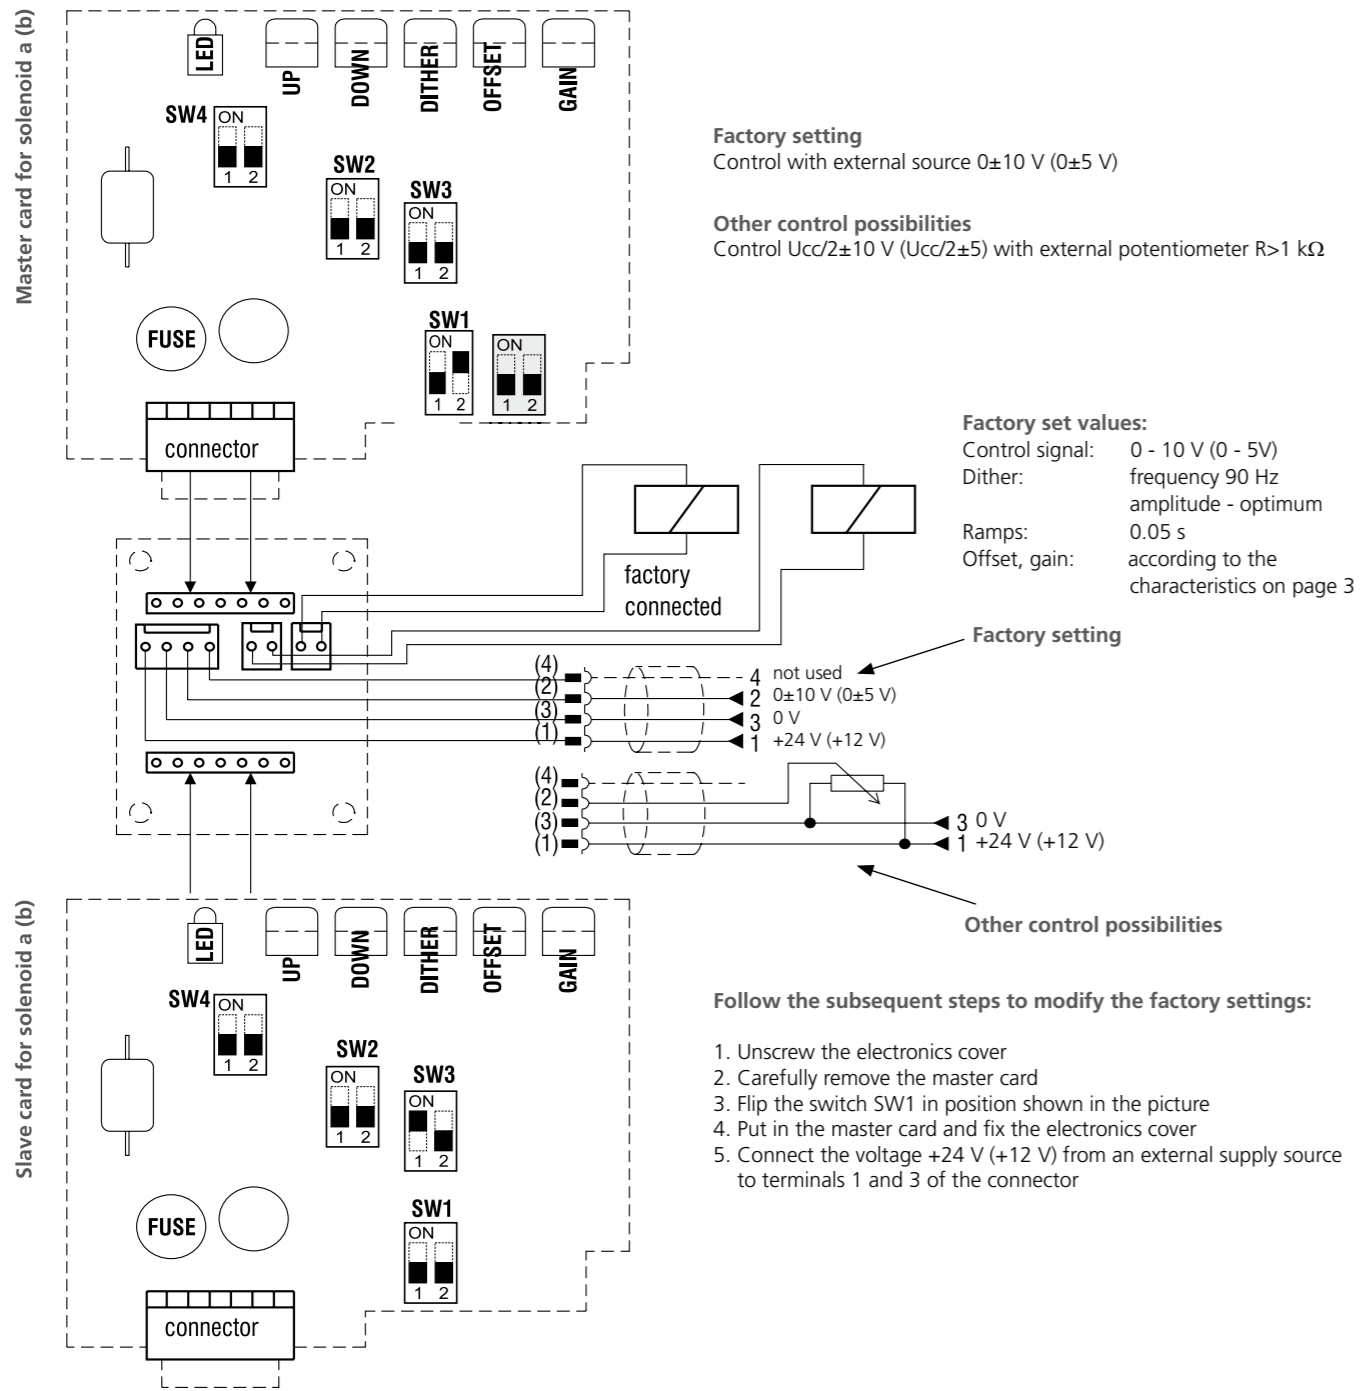 Master card for solenoid a (b)
LED
UP
DOWN
DITHER
OFFSET
GAIN
SW4
ON
1 2
SW2
ON
1 2
SW3
ON
1 2
SW1
ON
1 2
ON
1 2
FUSE
connector
Factory setting
Control with external source 0±10 V (0±5 V)
Other control possibilities
Control Ucc/2±10 V (Ucc/2±5) with external potentiometer R>1 kΩ
Factory set values:
Control signal: 0 - 10 V (0 - 5V)
Dither: frequency 90 Hz
amplitude - optimum
Ramps: 0.05 s
Offset, gain: according to the
characteristics on page 3
factory
connected
Factory setting
(4) 4 not used
(2) 2 0±10 V (0±5 V)
(3) 3 0 V
(1) 1 +24 V (+12 V)
(4)
(2)
(3) 3 0 V
(1) 1 +24 V (+12 V)
Other control possibilities
Slave card for solenoid a (b)
LED
UP
DOWN
DITHER
OFFSET
GAIN
SW4
ON
1 2
SW2
ON
1 2
SW3
ON
1 2
SW1
ON
1 2
FUSE
connector
Follow the subsequent steps to modify the factory settings:
1. Unscrew the electronics cover
2. Carefully remove the master card
3. Flip the switch SW1 in position shown in the picture
4. Put in the master card and fix the electronics cover
5. Connect the voltage +24 V (+12 V) from an external supply source
to terminals 1 and 3 of the connector